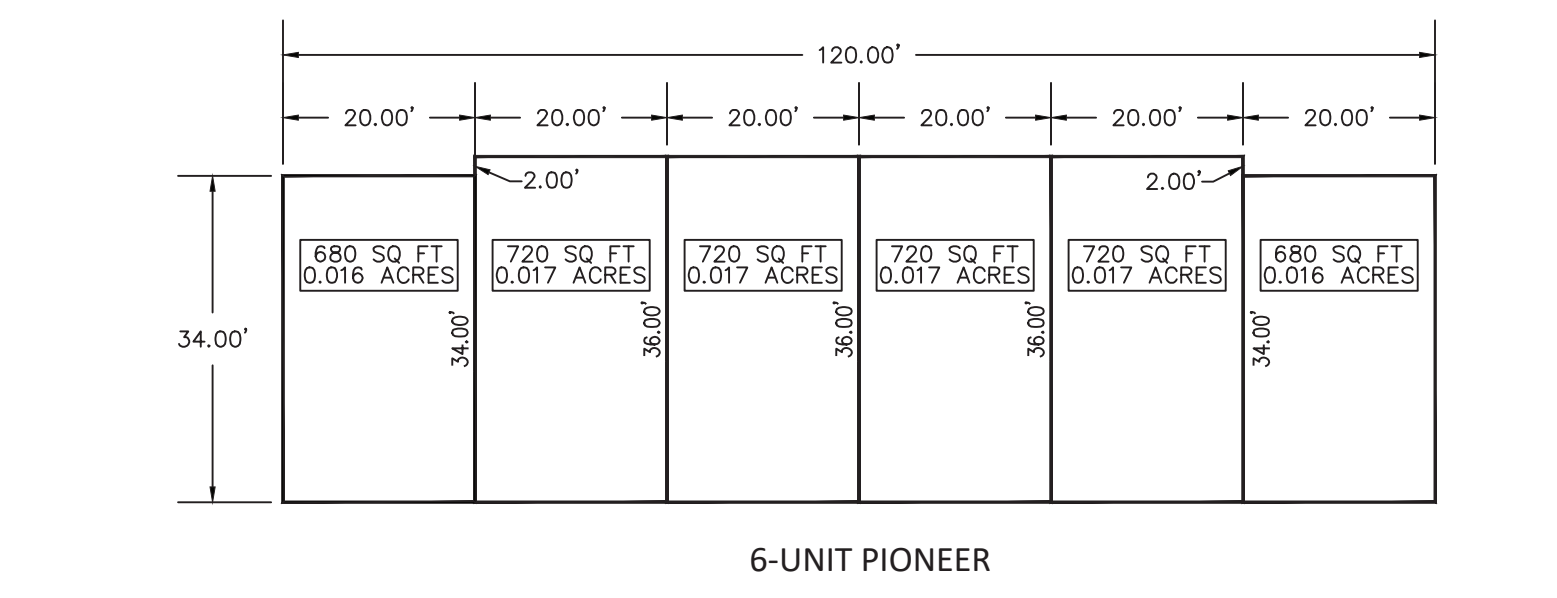 120.00'
20.00' 20.00' 20.00' 20.00' 20.00' 20.00'
2.00' 2.00'
680 SQ FT 720 SQ FT 720 SQ FT 720 SQ FT 720 SQ FT 680 SQ FT
0.016 ACRES 0.017 ACRES 0.017 ACRES 0.017 ACRES 0.017 ACRES 0.016 ACRES
34.00' 34.00' 36.00' 36.00' 36.00' 34.00'
6-UNIT PIONEER